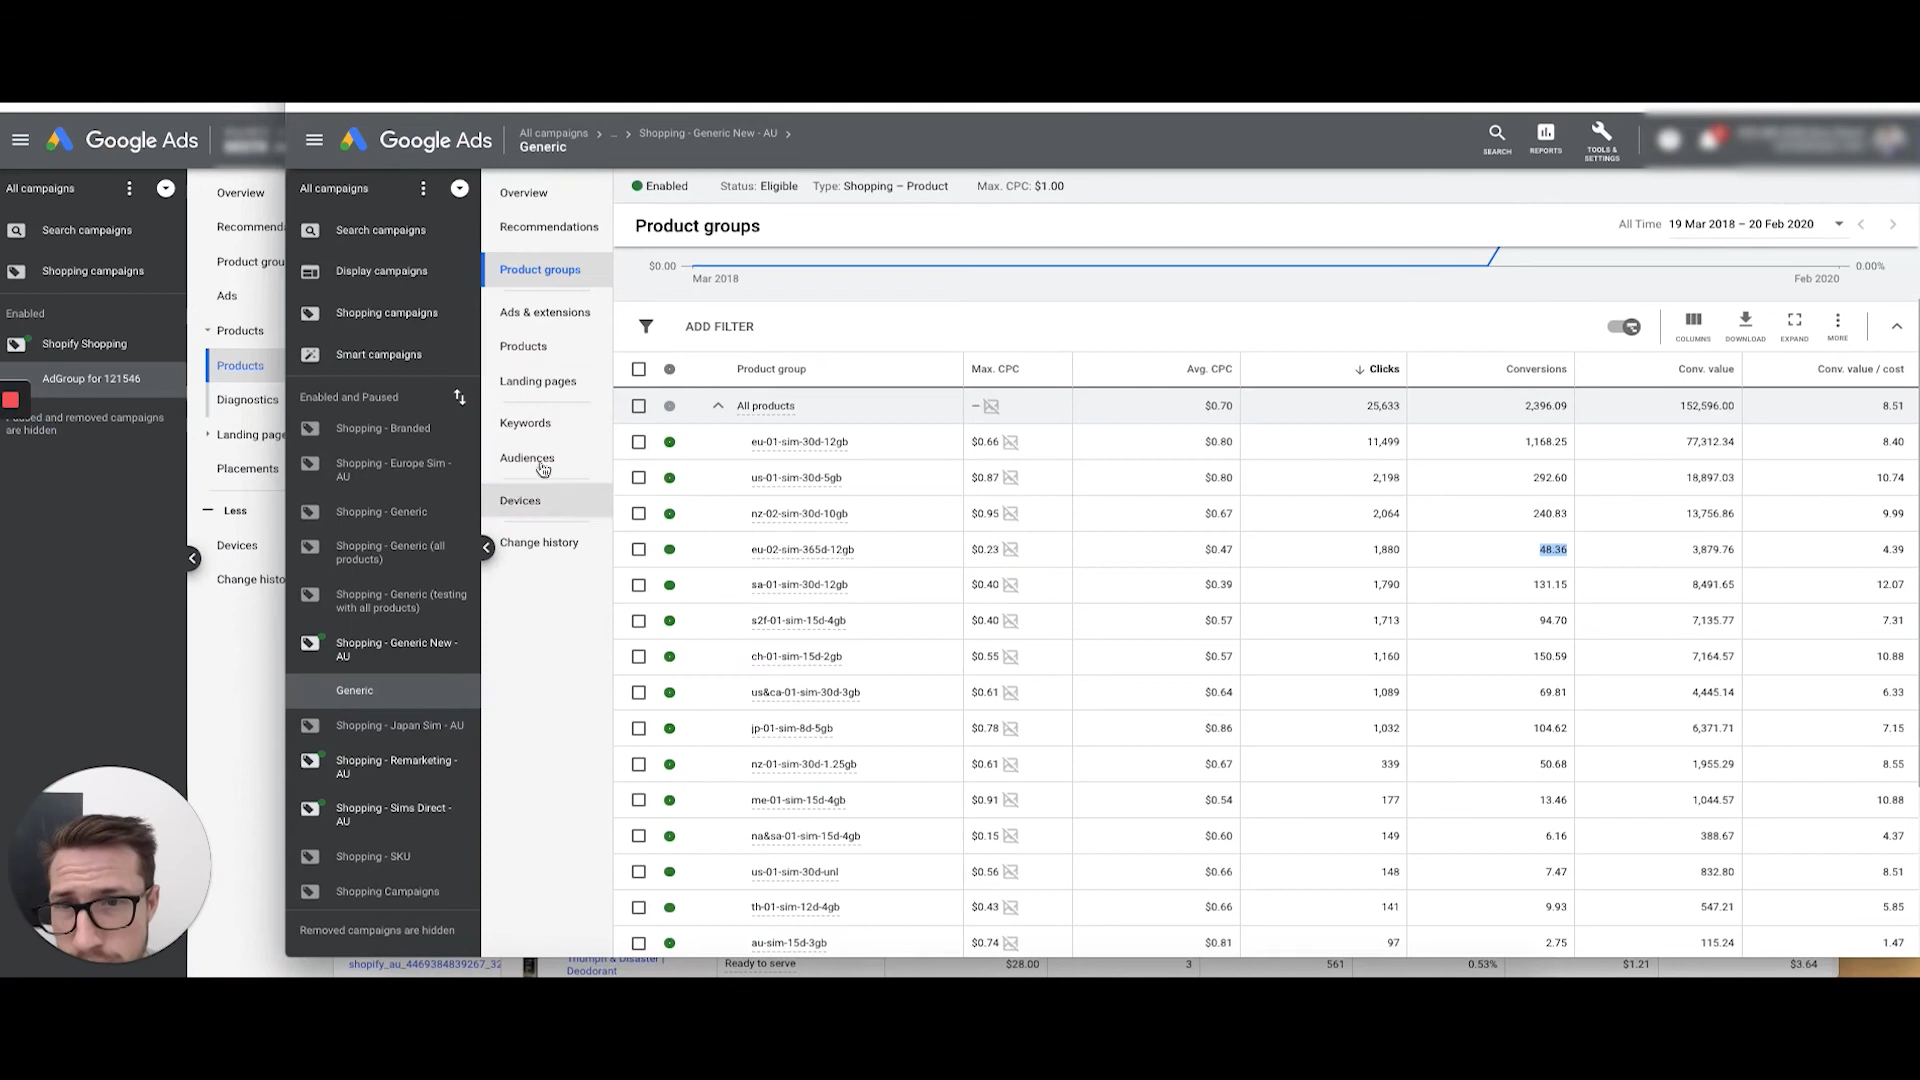 Google Ads
All campaigns
Search campaigns
Shopping campaigns
Enabled
Shopify Shopping
AdGroup for 121546
and removed campaigns
are hidden
Overview
Products
Ads
Products
Products
Diagnostics
Placements
Less
Devices
Google Ads
All campaigns > ... > Shopping - Generic New - AU >
Generic
SEARCH
REPORTS
TOOLS &
SETTINGS
All campaigns
Search campaigns
Display campaigns
Shopping campaigns
Smart campaigns
Enabled and Paused
Shopping - Branded
Shopping - Europe Sim -
AU
Shopping - Generic
Shopping - Generic (all
products)
Shopping - Generic (testing
with all products)
Shopping - Generic New -
AU
Generic
Shopping - Japan Sim - AU
Shopping - Remarketing -
AU
Shopping - Sims Direct -
AU
Shopping - SKU
Shopping Campaigns
Removed campaigns are hidden
Overview
Recommendations
Product groups
Ads & extensions
Products
Landing pages
Keywords
Audiences
Devices
Change history
Enabled Status: Eligible Type: Shopping – Product Max. CPC: $1.00
Product groups
All Time 19 Mar 2018 – 20 Feb 2020
$0.00 0.00%
Mar 2018 Feb 2020
ADD FILTER
COLUMNS DOWNLOAD EXPAND MORE
Product group Max. CPC Avg. CPC Clicks Conversions Conv. value Conv. value / cost
All products – $0.70 25,633 2,396.09 152,596.00 8.51
eu-01-sim-30d-12gb $0.66 $0.80 11,499 1,168.25 77,312.34 8.40
us-01-sim-30d-5gb $0.87 $0.80 2,198 292.60 18,897.03 10.74
nz-02-sim-30d-10gb $0.95 $0.67 2,064 240.83 13,756.86 9.99
eu-02-sim-365d-12gb $0.23 $0.47 1,880 48.36 3,879.76 4.39
sa-01-sim-30d-12gb $0.40 $0.39 1,790 131.15 8,491.65 12.07
s2f-01-sim-15d-4gb $0.40 $0.57 1,713 94.70 7,135.77 7.31
ch-01-sim-15d-2gb $0.55 $0.57 1,160 150.59 7,164.57 10.88
us&ca-01-sim-30d-3gb $0.61 $0.64 1,089 69.81 4,445.14 6.33
jp-01-sim-8d-5gb $0.78 $0.86 1,032 104.62 6,371.71 7.15
nz-01-sim-30d-1.25gb $0.61 $0.67 339 50.68 1,955.29 8.55
me-01-sim-15d-4gb $0.91 $0.54 177 13.46 1,044.57 10.88
na&sa-01-sim-15d-4gb $0.15 $0.60 149 6.16 388.67 4.37
us-01-sim-30d-unl $0.56 $0.66 148 7.47 832.80 8.51
th-01-sim-12d-4gb $0.43 $0.66 141 9.93 547.21 5.85
au-sim-15d-3gb $0.74 $0.81 97 2.75 115.24 1.47
shopify_au_4469384839267_32 Triumph & Disaster | Ready to serve $28.00 3 561 0.53% $1.21 $3.64
Deodorant